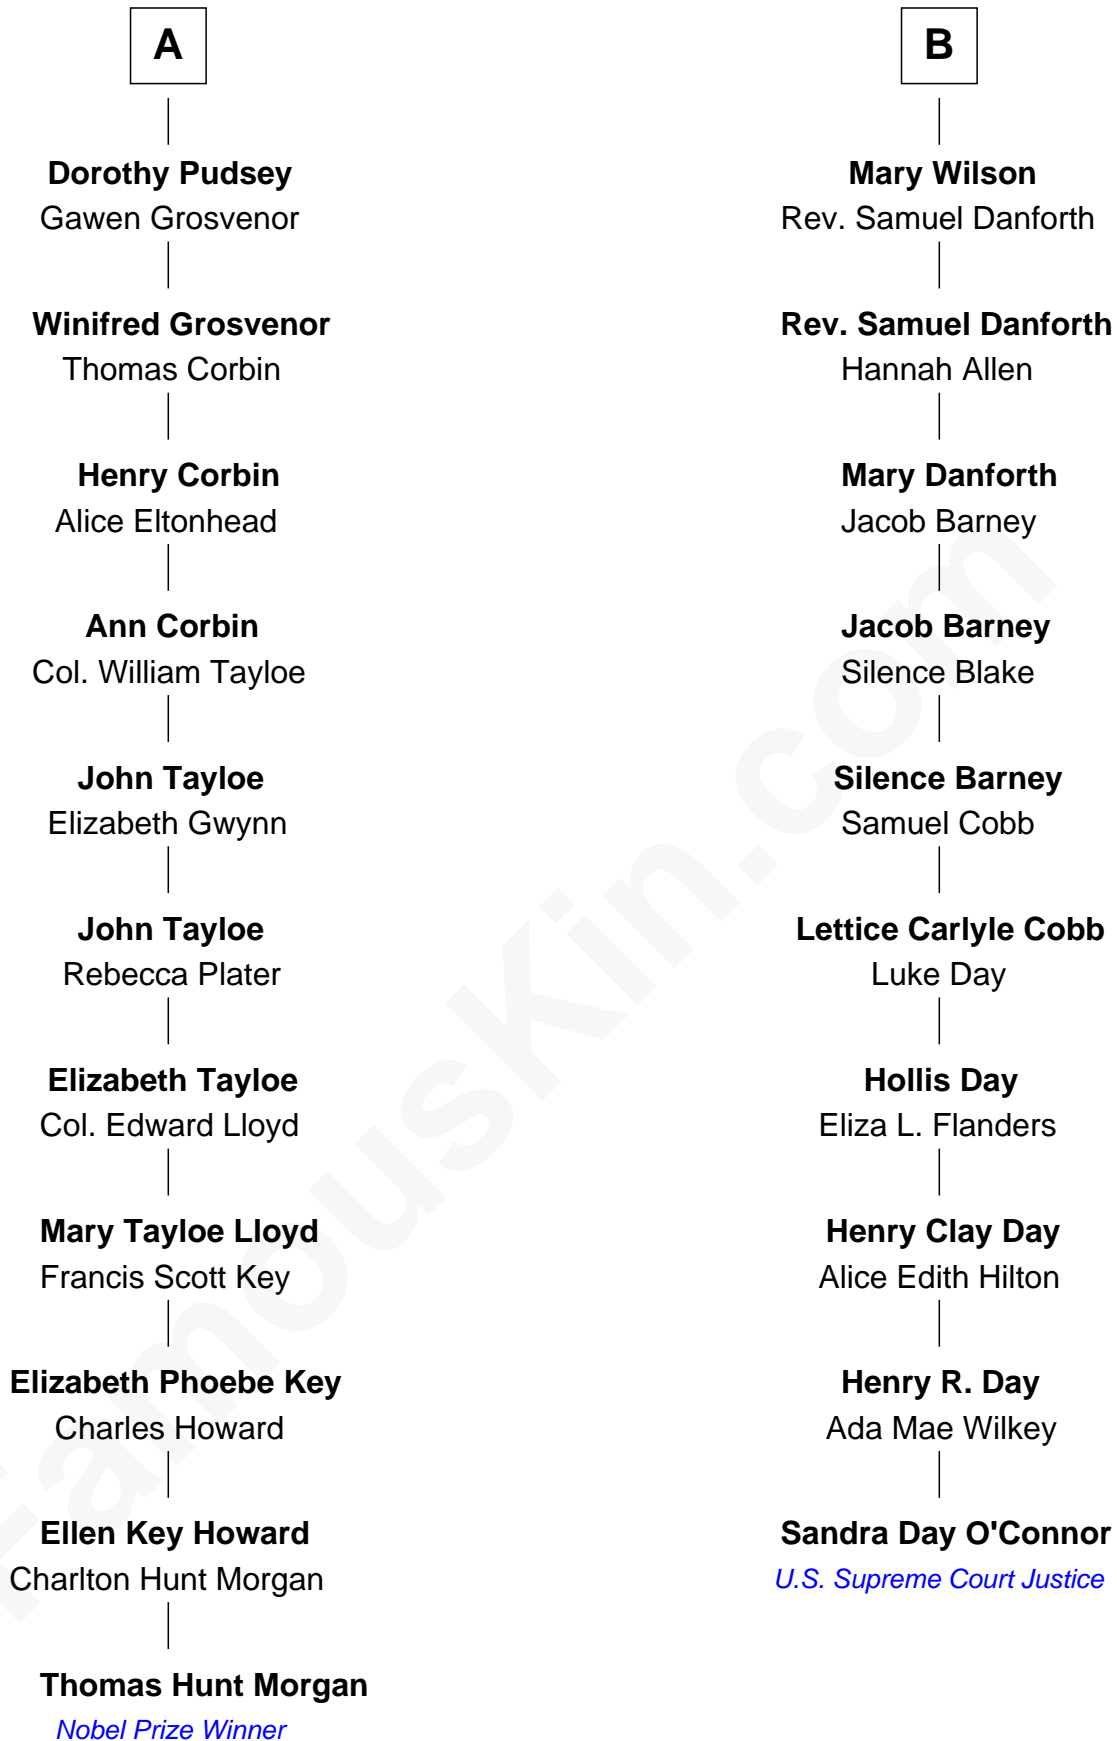 A
Dorothy Pudsey
Gawen Grosvenor
Winifred Grosvenor
Thomas Corbin
Henry Corbin
Alice Eltonhead
Ann Corbin
Col. William Tayloe
John Tayloe
Elizabeth Gwynn
John Tayloe
Rebecca Plater
Elizabeth Tayloe
Col. Edward Lloyd
Mary Tayloe Lloyd
Francis Scott Key
Elizabeth Phoebe Key
Charles Howard
Ellen Key Howard
Charlton Hunt Morgan
Thomas Hunt Morgan
Nobel Prize Winner
B
Mary Wilson
Rev. Samuel Danforth
Rev. Samuel Danforth
Hannah Allen
Mary Danforth
Jacob Barney
Jacob Barney
Silence Blake
Silence Barney
Samuel Cobb
Lettice Carlyle Cobb
Luke Day
Hollis Day
Eliza L. Flanders
Henry Clay Day
Alice Edith Hilton
Henry R. Day
Ada Mae Wilkey
Sandra Day O'Connor
U.S. Supreme Court Justice
FamousKin.com